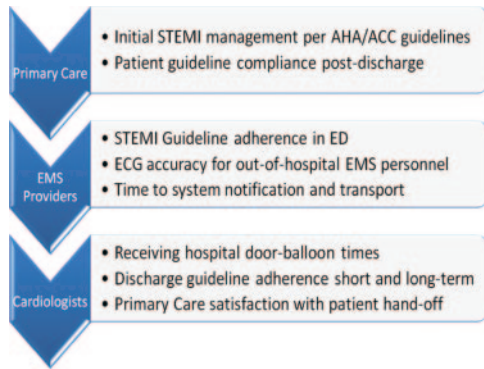 Primary Care
• Initial STEMI management per AHA/ACC guidelines
• Patient guideline compliance post-discharge
EMS
Providers
• STEMI Guideline adherence in ED
• ECG accuracy for out-of-hospital EMS personnel
• Time to system notification and transport
Cardiologists
• Receiving hospital door-balloon times
• Discharge guideline adherence short and long-term
• Primary Care satisfaction with patient hand-off